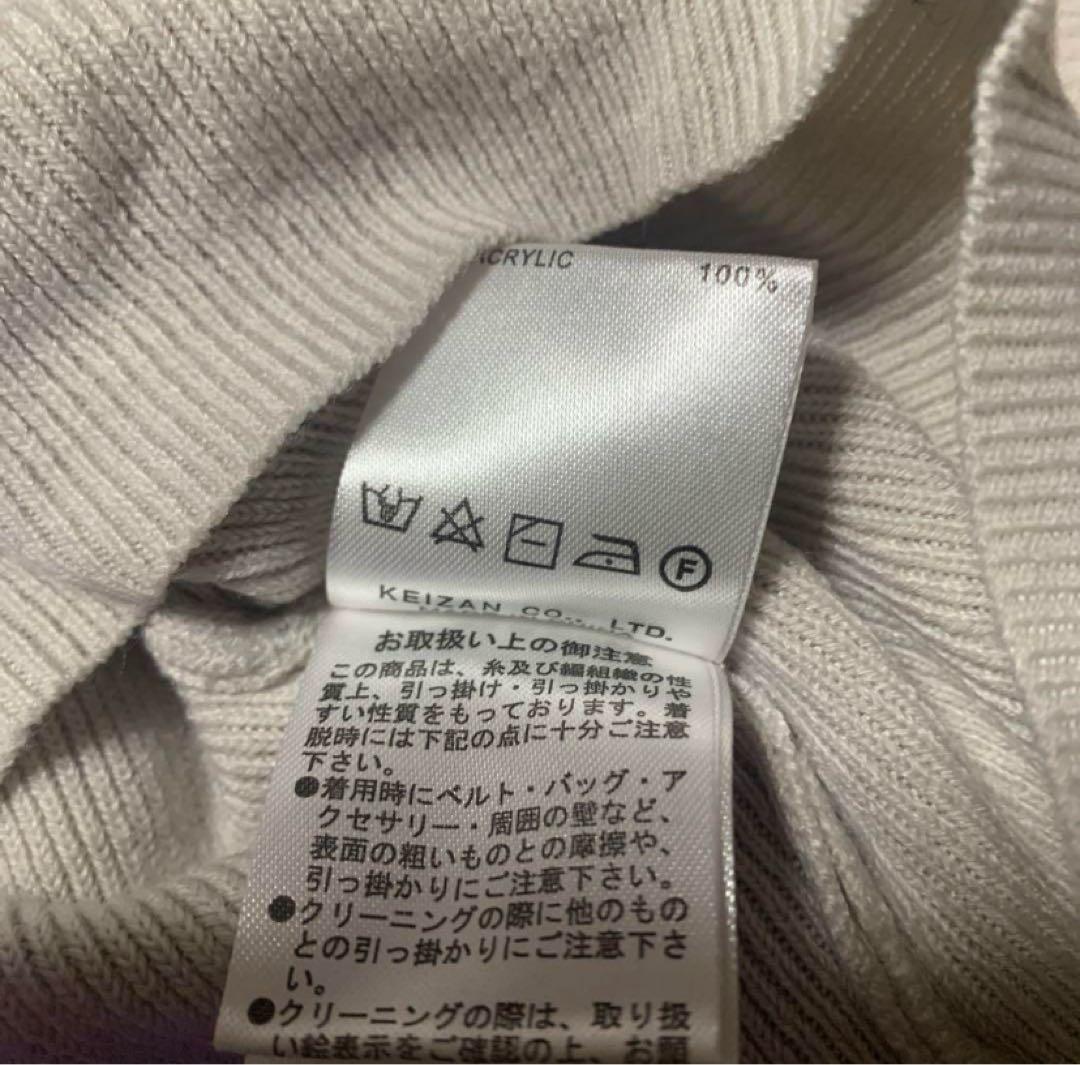 ACRYLIC 100%
F
KEIZAN CO., LTD.
お取扱い上の御注意
この商品は、糸及び編組織の性
質上、引っ掛け・引っ掛かりや
すい性質をもっております。着
脱時には下記の点に十分ご注意
下さい。
●着用時にベルト・バッグ・ア
クセサリー・周囲の壁など、
表面の粗いものとの摩擦や、
引っ掛かりにご注意下さい。
●クリーニングの際に他のもの
との引っ掛かりにご注意下さ
い。
●クリーニングの際は、取り扱
い絵表示をご確認の上、お願